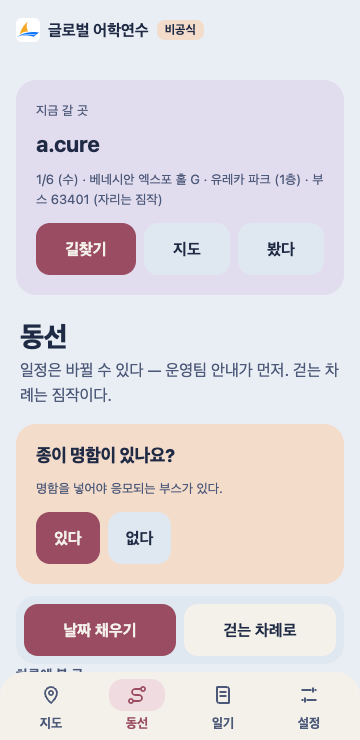 글로벌 어학연수 비공식
지금 갈 곳
a.cure
1/6 (수) · 베네시안 엑스포 홀 G · 유레카 파크 (1층) · 부
스 63401 (자리는 짐작)
길찾기 지도 봤다
동선
일정은 바뀔 수 있다 — 운영팀 안내가 먼저. 걷는 차
례는 짐작이다.
종이 명함이 있나요?
명함을 넣어야 응모되는 부스가 있다.
있다 없다
날짜 채우기 걷는 차례로
지도 동선 일기 설정